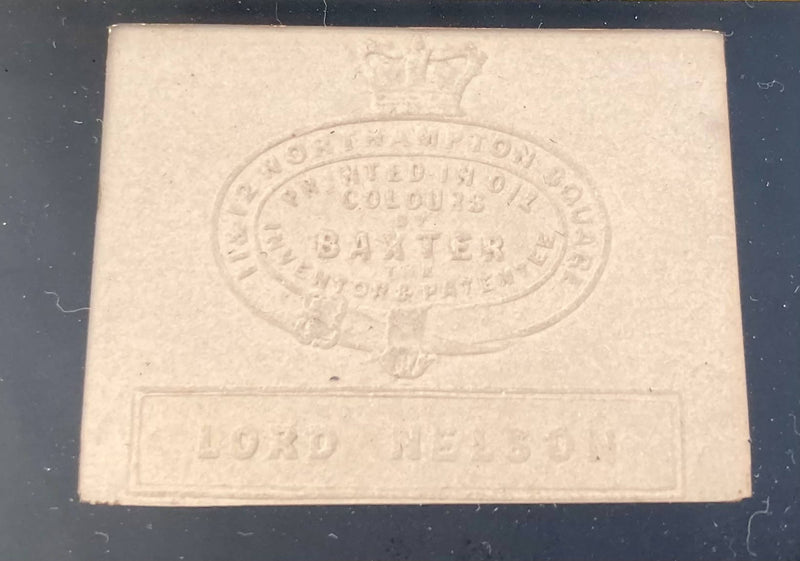 11 & 12 NORTHAMPTON SQUARE
PRINTED IN OIL
COLOURS
BY
BAXTER
THE
INVENTOR & PATENTEE
LORD NELSON